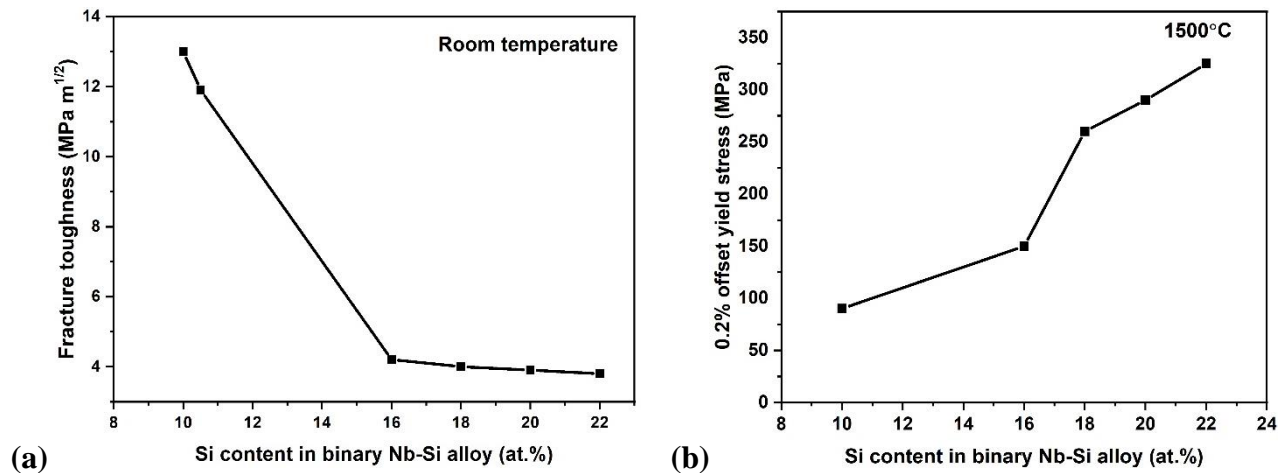 Room temperature
Fracture toughness (MPa m^1/2)
14
12
10
8
6
4
8 10 12 14 16 18 20 22
Si content in binary Nb-Si alloy (at.%)
(a)
1500°C
0.2% offset yield stress (MPa)
350
300
250
200
150
100
50
0
8 10 12 14 16 18 20 22 24
Si content in binary Nb-Si alloy (at.%)
(b)